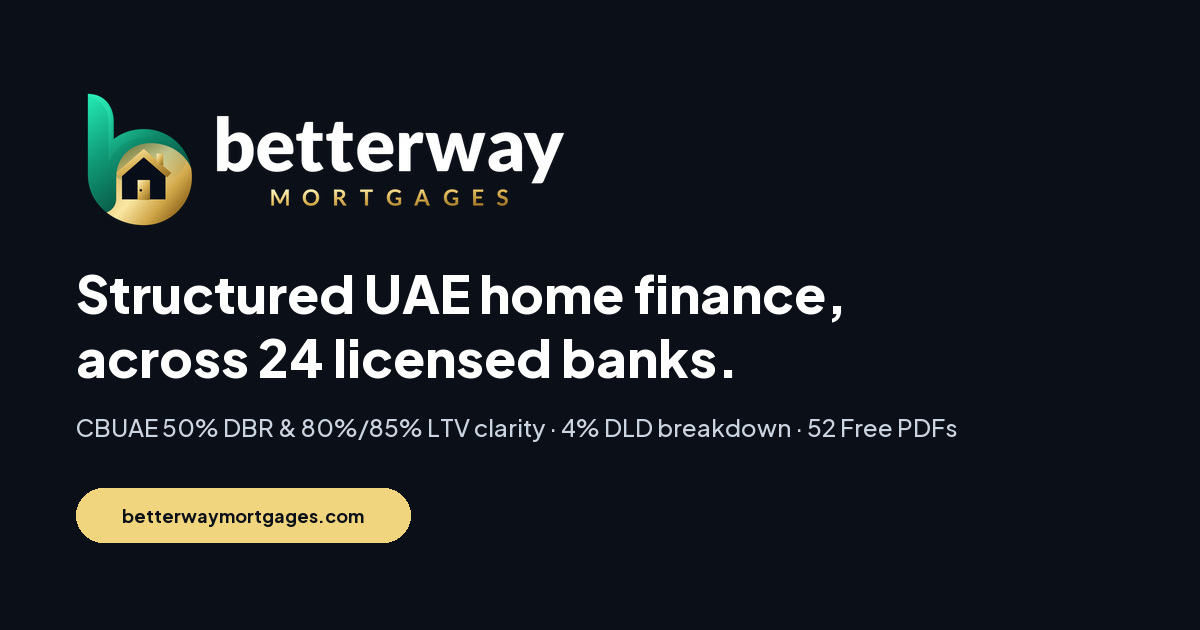 betterway
MORTGAGES
Structured UAE home finance,
across 24 licensed banks.
CBUAE 50% DBR & 80%/85% LTV clarity · 4% DLD breakdown · 52 Free PDFs
betterwaymortgages.com